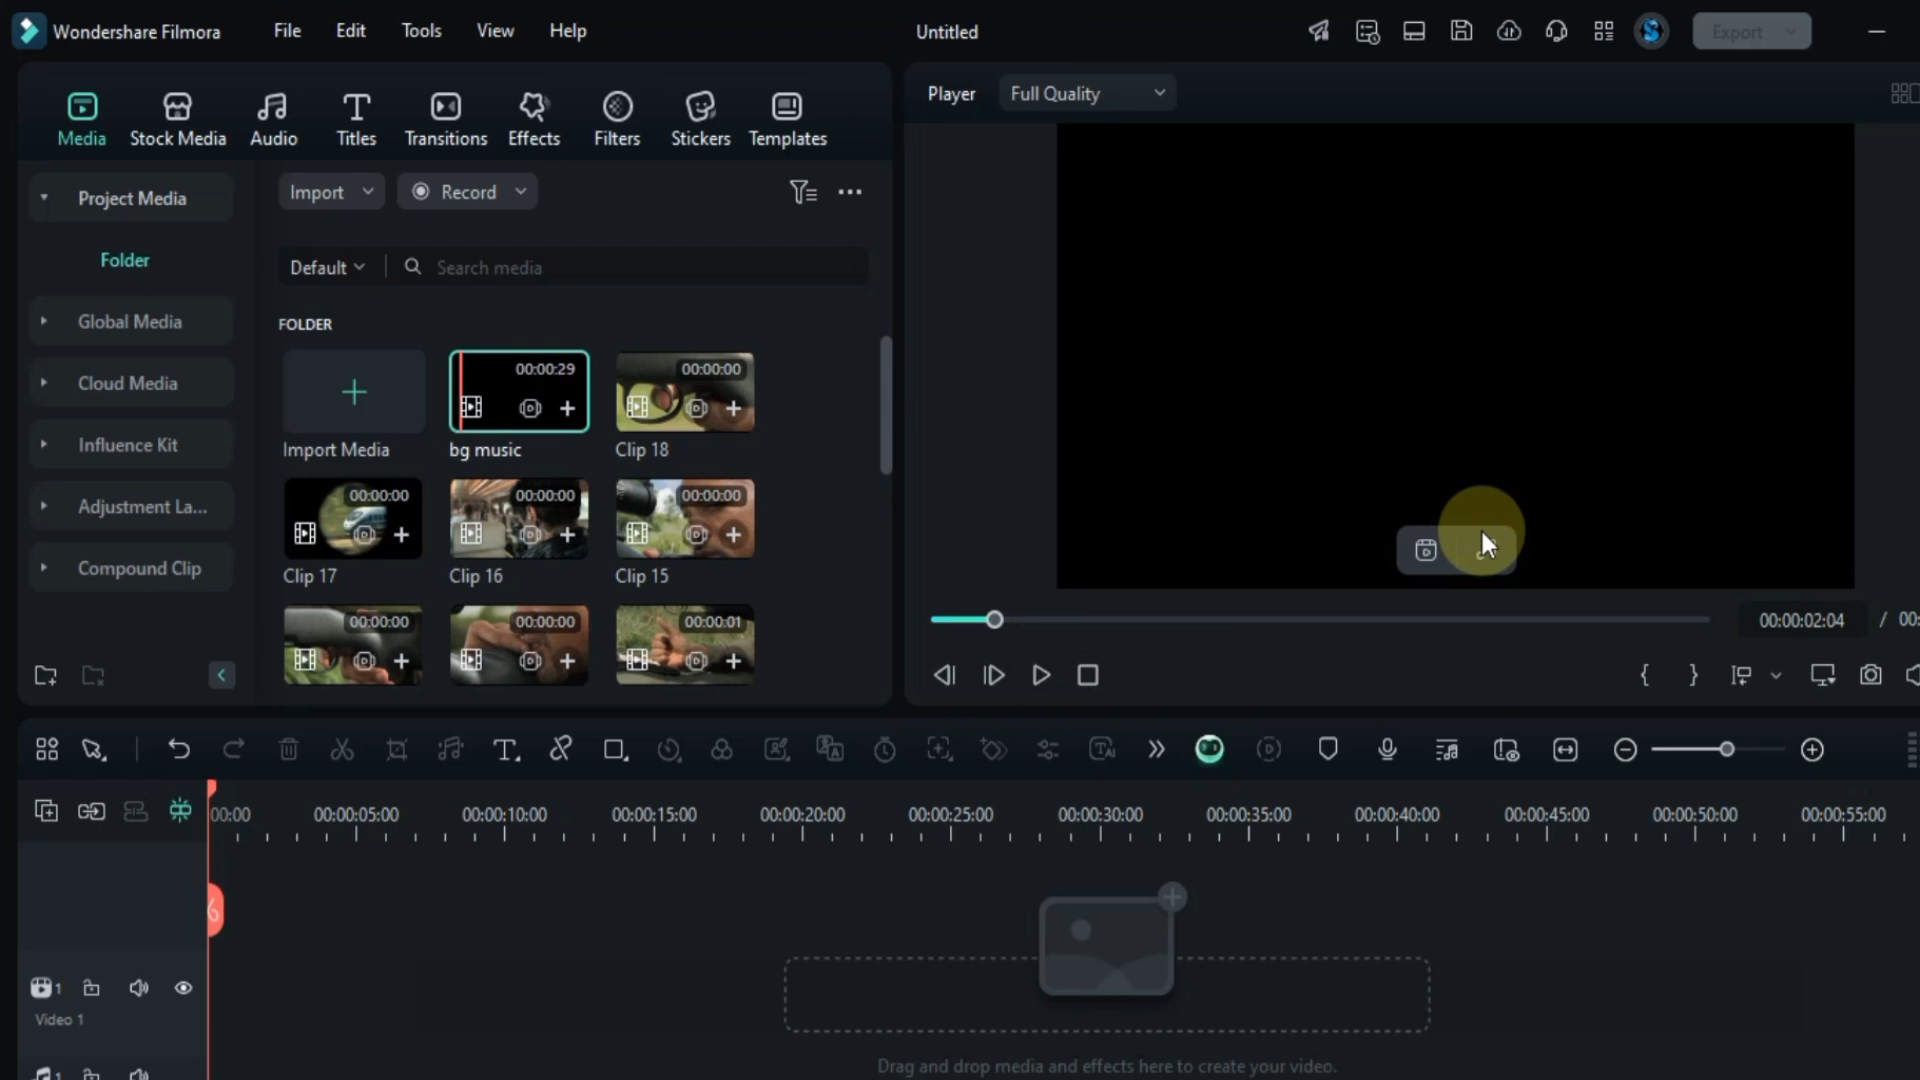 Wondershare Filmora
File
Edit
Tools
View
Help
Untitled
Export
Media
Stock Media
Audio
Titles
Transitions
Effects
Filters
Stickers
Templates
Player
Full Quality
Project Media
Import
Record
Folder
Default
Search media
Global Media
FOLDER
Cloud Media
00:00:29
00:00:00
Import Media
bg music
Clip 18
Influence Kit
Adjustment La...
00:00:00
00:00:00
00:00:00
Clip 17
Clip 16
Clip 15
Compound Clip
00:00:00
00:00:00
00:00:01
00:00:02:04 / 00:
00:00
00:00:05:00
00:00:10:00
00:00:15:00
00:00:20:00
00:00:25:00
00:00:30:00
00:00:35:00
00:00:40:00
00:00:45:00
00:00:50:00
00:00:55:00
1
Video 1
Drag and drop media and effects here to create your video.
1